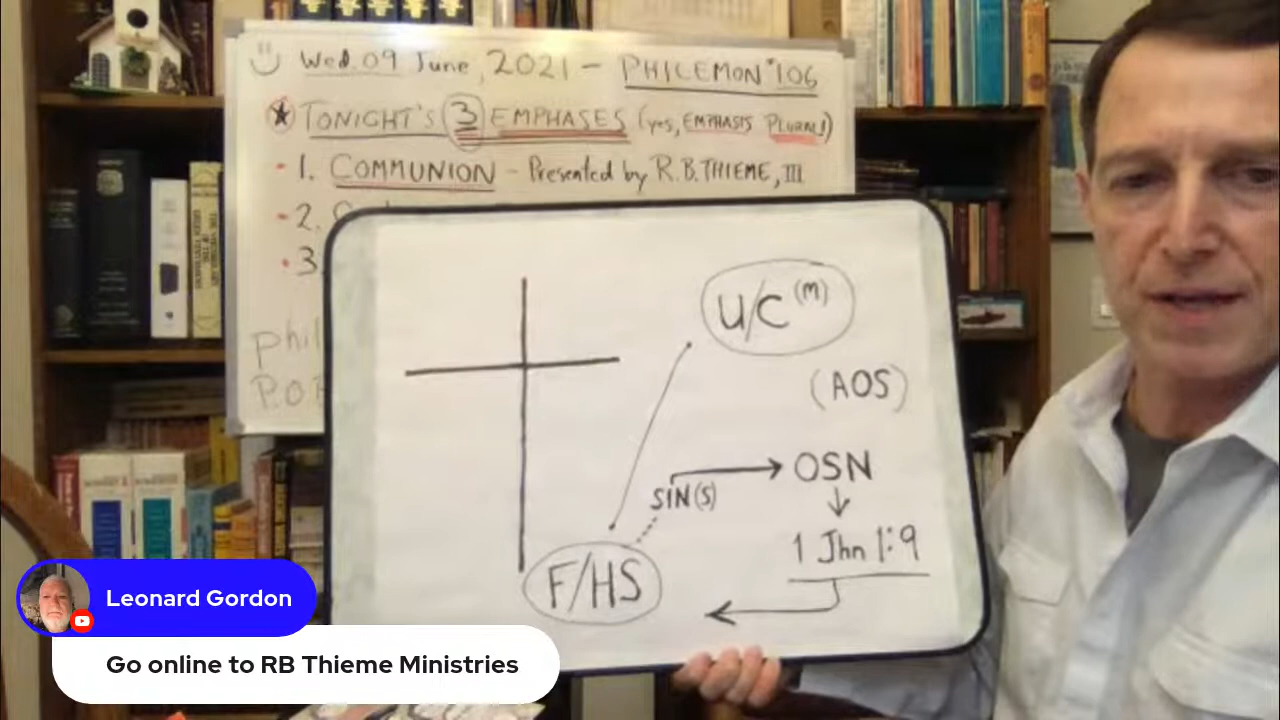 Wed. 09 June, 2021 - PHILEMON #106
TONIGHT'S 3 EMPHASES (yes, EMPHASIS PLURAL!)
1. COMMUNION - Presented by R.B. THIEME, III
2.
3.
Phil
P.O.
U/C (M)
(AOS)
SIN(S) → OSN
1 Jhn 1:9
F/HS
Leonard Gordon
Go online to RB Thieme Ministries